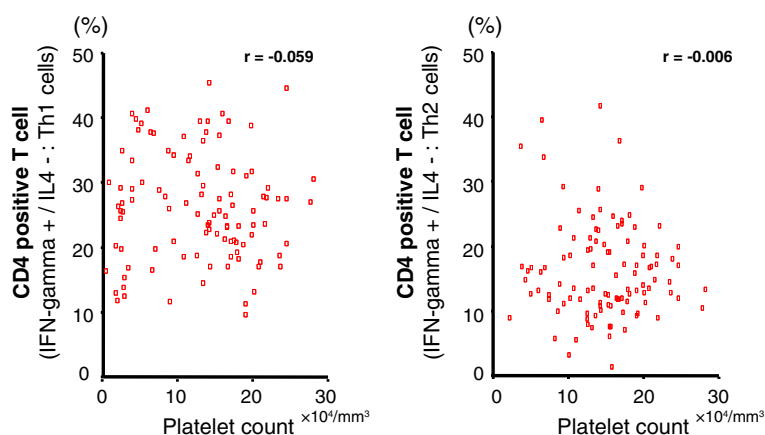 (%)
r = -0.059
CD4 positive T cell
(IFN-gamma + / IL4 - : Th1 cells)
50
40
30
20
10
0
0 10 20 30
Platelet count ×10⁴/mm³
(%)
r = -0.006
CD4 positive T cell
(IFN-gamma + / IL4 - : Th2 cells)
50
40
30
20
10
0
0 10 20 30
Platelet count ×10⁴/mm³